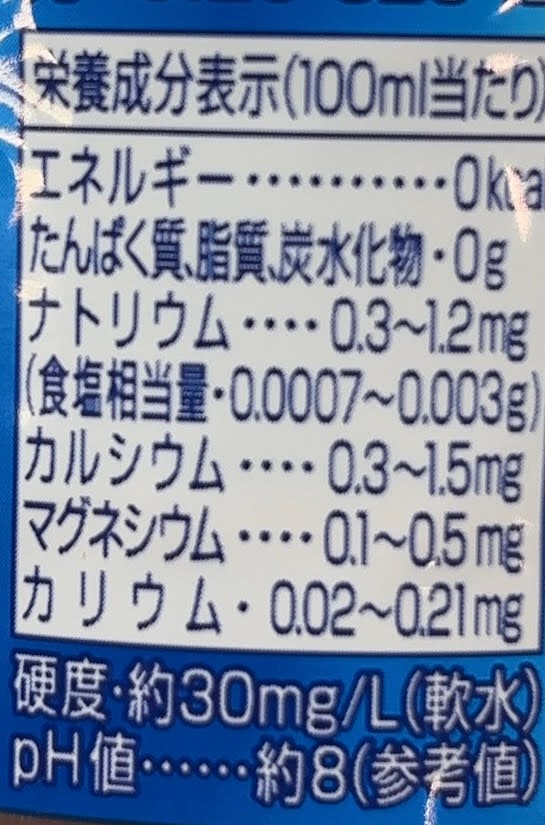 栄養成分表示(100ml当たり)
エネルギー··········0kcal
たんぱく質、脂質、炭水化物·0g
ナトリウム····0.3〜1.2mg
(食塩相当量·0.0007〜0.003g)
カルシウム····0.3〜1.5mg
マグネシウム····0.1〜0.5mg
カリウム·0.02〜0.21mg
硬度·約30mg/L(軟水)
pH値······約8(参考値)